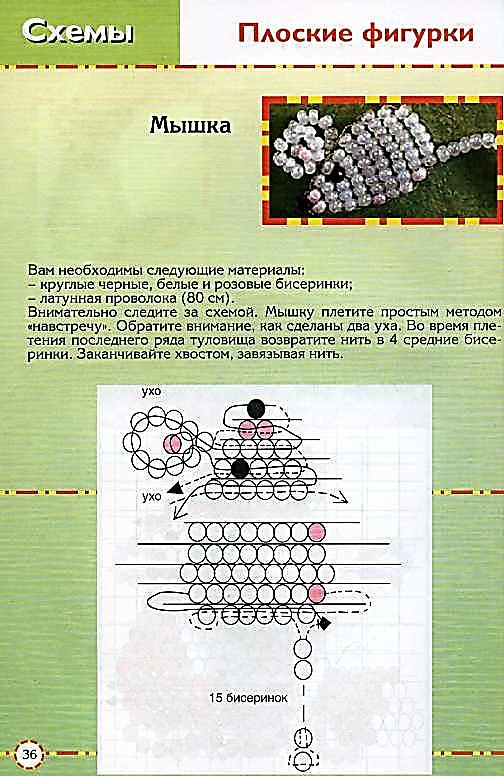 Схемы
Плоские фигурки
Мышка
Вам необходимы следующие материалы:
– круглые черные, белые и розовые бисеринки;
– латунная проволока (80 см).
Внимательно следите за схемой. Мышку плетите простым методом
«навстречу». Обратите внимание, как сделаны два уха. Во время пле-
тения последнего ряда туловища возвратите нить в 4 средние бисе-
ринки. Заканчивайте хвостом, завязывая нить.
ухо
ухо
15 бисеринок
36